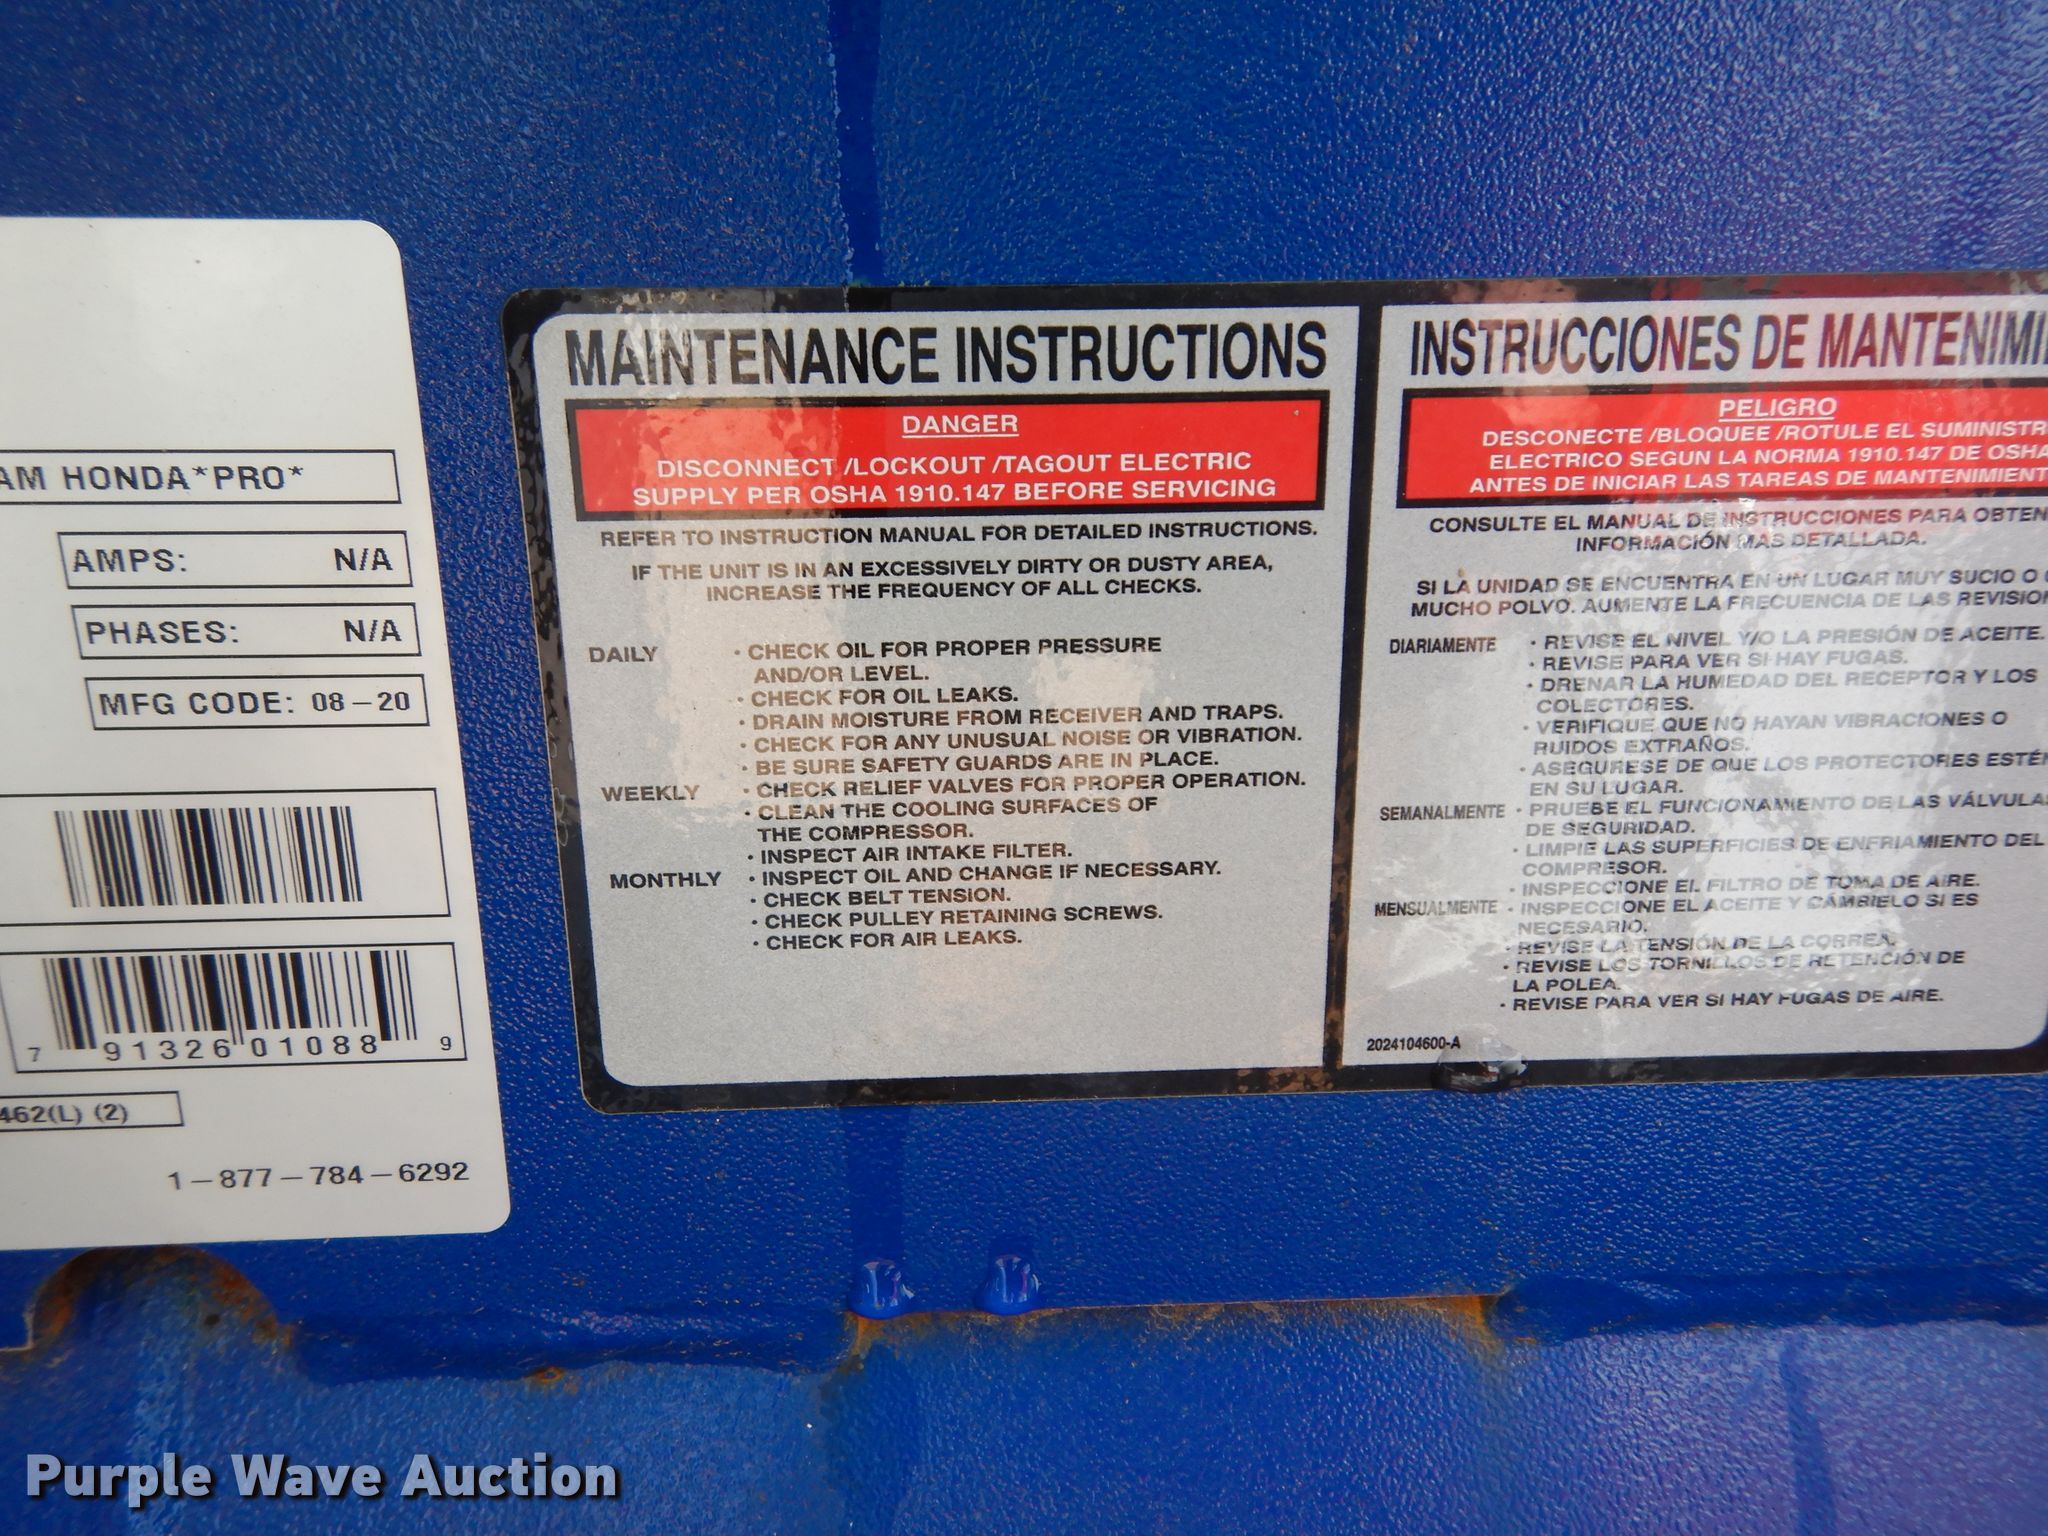 AM HONDA*PRO*
AMPS: N/A
PHASES: N/A
MFG CODE: 08-20
7 91326 01088 9
462(L) (2)
1-877-784-6292
MAINTENANCE INSTRUCTIONS
DANGER
DISCONNECT /LOCKOUT /TAGOUT ELECTRIC
SUPPLY PER OSHA 1910.147 BEFORE SERVICING
REFER TO INSTRUCTION MANUAL FOR DETAILED INSTRUCTIONS.
IF THE UNIT IS IN AN EXCESSIVELY DIRTY OR DUSTY AREA,
INCREASE THE FREQUENCY OF ALL CHECKS.
DAILY • CHECK OIL FOR PROPER PRESSURE
AND/OR LEVEL.
• CHECK FOR OIL LEAKS.
• DRAIN MOISTURE FROM RECEIVER AND TRAPS.
• CHECK FOR ANY UNUSUAL NOISE OR VIBRATION.
• BE SURE SAFETY GUARDS ARE IN PLACE.
WEEKLY • CHECK RELIEF VALVES FOR PROPER OPERATION.
• CLEAN THE COOLING SURFACES OF
THE COMPRESSOR.
• INSPECT AIR INTAKE FILTER.
MONTHLY • INSPECT OIL AND CHANGE IF NECESSARY.
• CHECK BELT TENSION.
• CHECK PULLEY RETAINING SCREWS.
• CHECK FOR AIR LEAKS.
INSTRUCCIONES DE MANTENIMI
PELIGRO
DESCONECTE /BLOQUEE /ROTULE EL SUMINISTR
ELECTRICO SEGUN LA NORMA 1910.147 DE OSHA
ANTES DE INICIAR LAS TAREAS DE MANTENIMIENT
CONSULTE EL MANUAL DE INSTRUCCIONES PARA OBTEN
INFORMACIÓN MAS DETALLADA.
SI LA UNIDAD SE ENCUENTRA EN UN LUGAR MUY SUCIO O
MUCHO POLVO. AUMENTE LA FRECUENCIA DE LAS REVISION
DIARIAMENTE • REVISE EL NIVEL Y/O LA PRESIÓN DE ACEITE.
• REVISE PARA VER SI HAY FUGAS.
• DRENAR LA HUMEDAD DEL RECEPTOR Y LOS
COLECTORES.
• VERIFIQUE QUE NO HAYAN VIBRACIONES O
RUIDOS EXTRAÑOS.
• ASEGURESE DE QUE LOS PROTECTORES ESTÉN
EN SU LUGAR.
SEMANALMENTE • PRUEBE EL FUNCIONAMIENTO DE LAS VÁLVULAS
DE SEGURIDAD.
• LIMPIE LAS SUPERFICIES DE ENFRIAMIENTO DEL
COMPRESOR.
• INSPECCIONE EL FILTRO DE TOMA DE AIRE.
MENSUALMENTE • INSPECCIONE EL ACEITE Y CAMBIELO SI ES
NECESARIO.
• REVISE LA TENSIÓN DE LA CORREA.
• REVISE LOS TORNILLOS DE RETENCIÓN DE
LA POLEA.
• REVISE PARA VER SI HAY FUGAS DE AIRE.
2024104600-A
Purple Wave Auction